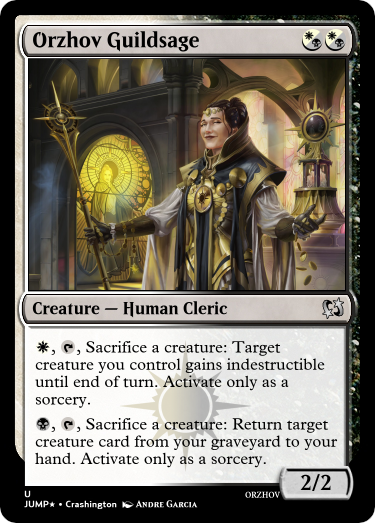 Orzhov Guildsage
Creature — Human Cleric
, , Sacrifice a creature: Target
creature you control gains indestructible
until end of turn. Activate only as a
sorcery.
, , Sacrifice a creature: Return target
creature card from your graveyard to your
hand. Activate only as a sorcery.
2/2
U
ORZHOV
JUMP★ • Crashington ANDRE GARCIA